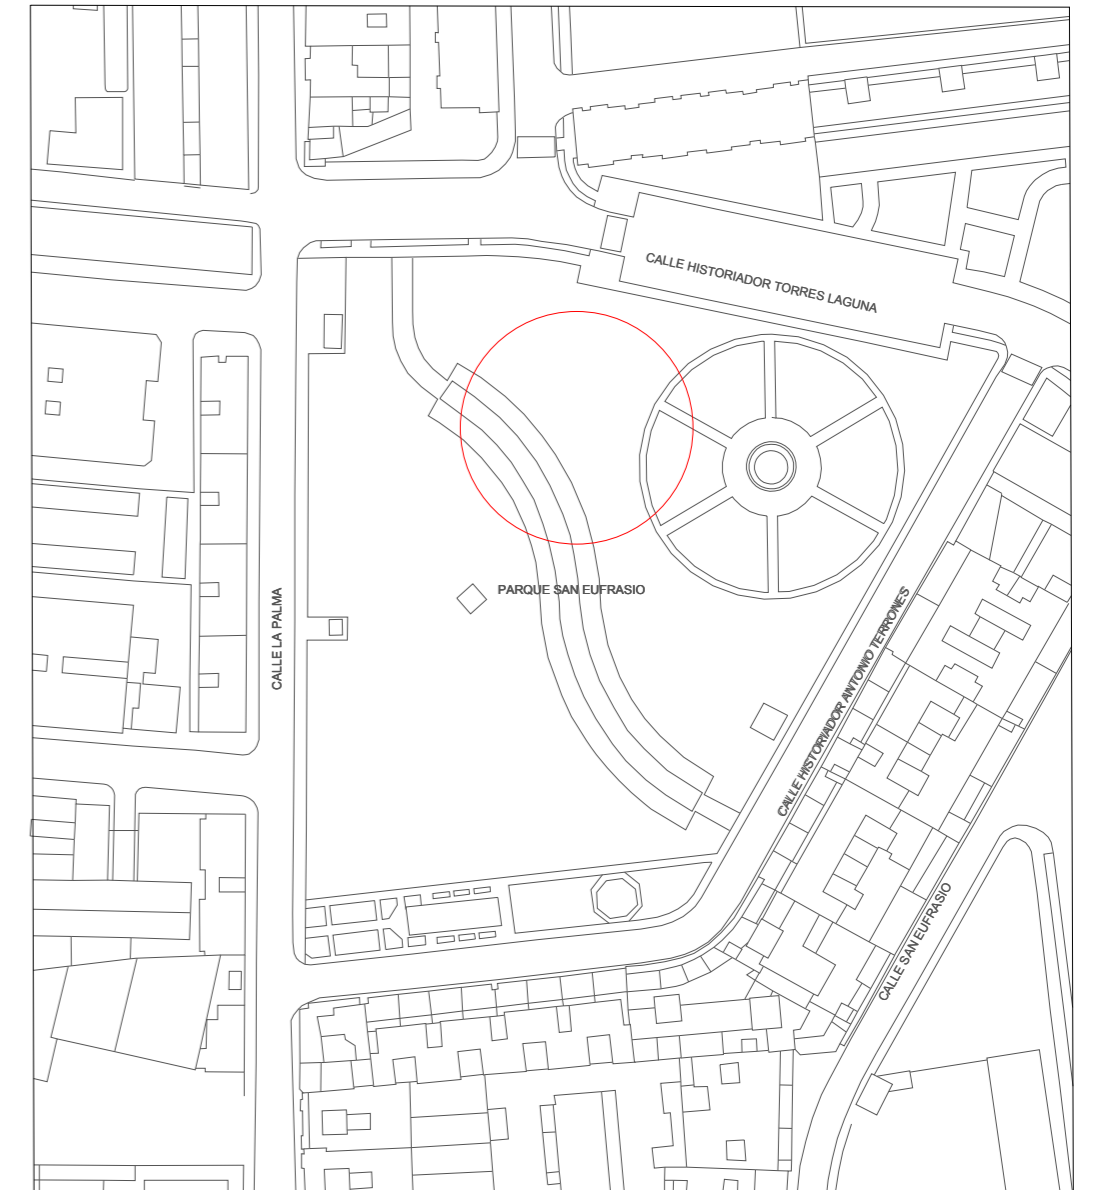 CALLE HISTORIADOR TORRES LAGUNA
PARQUE SAN EUFRASIO
CALLE LA PALMA
CALLE HISTORIADOR ANTONIO TERRONES
CALLE SAN EUFRASIO